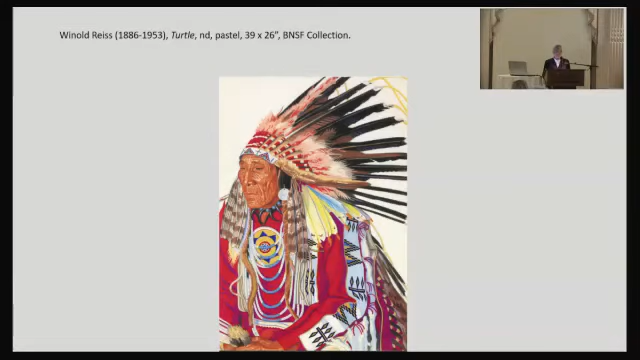 Winold Reiss (1886-1953), Turtle, nd, pastel, 39 x 26", BNSF Collection.